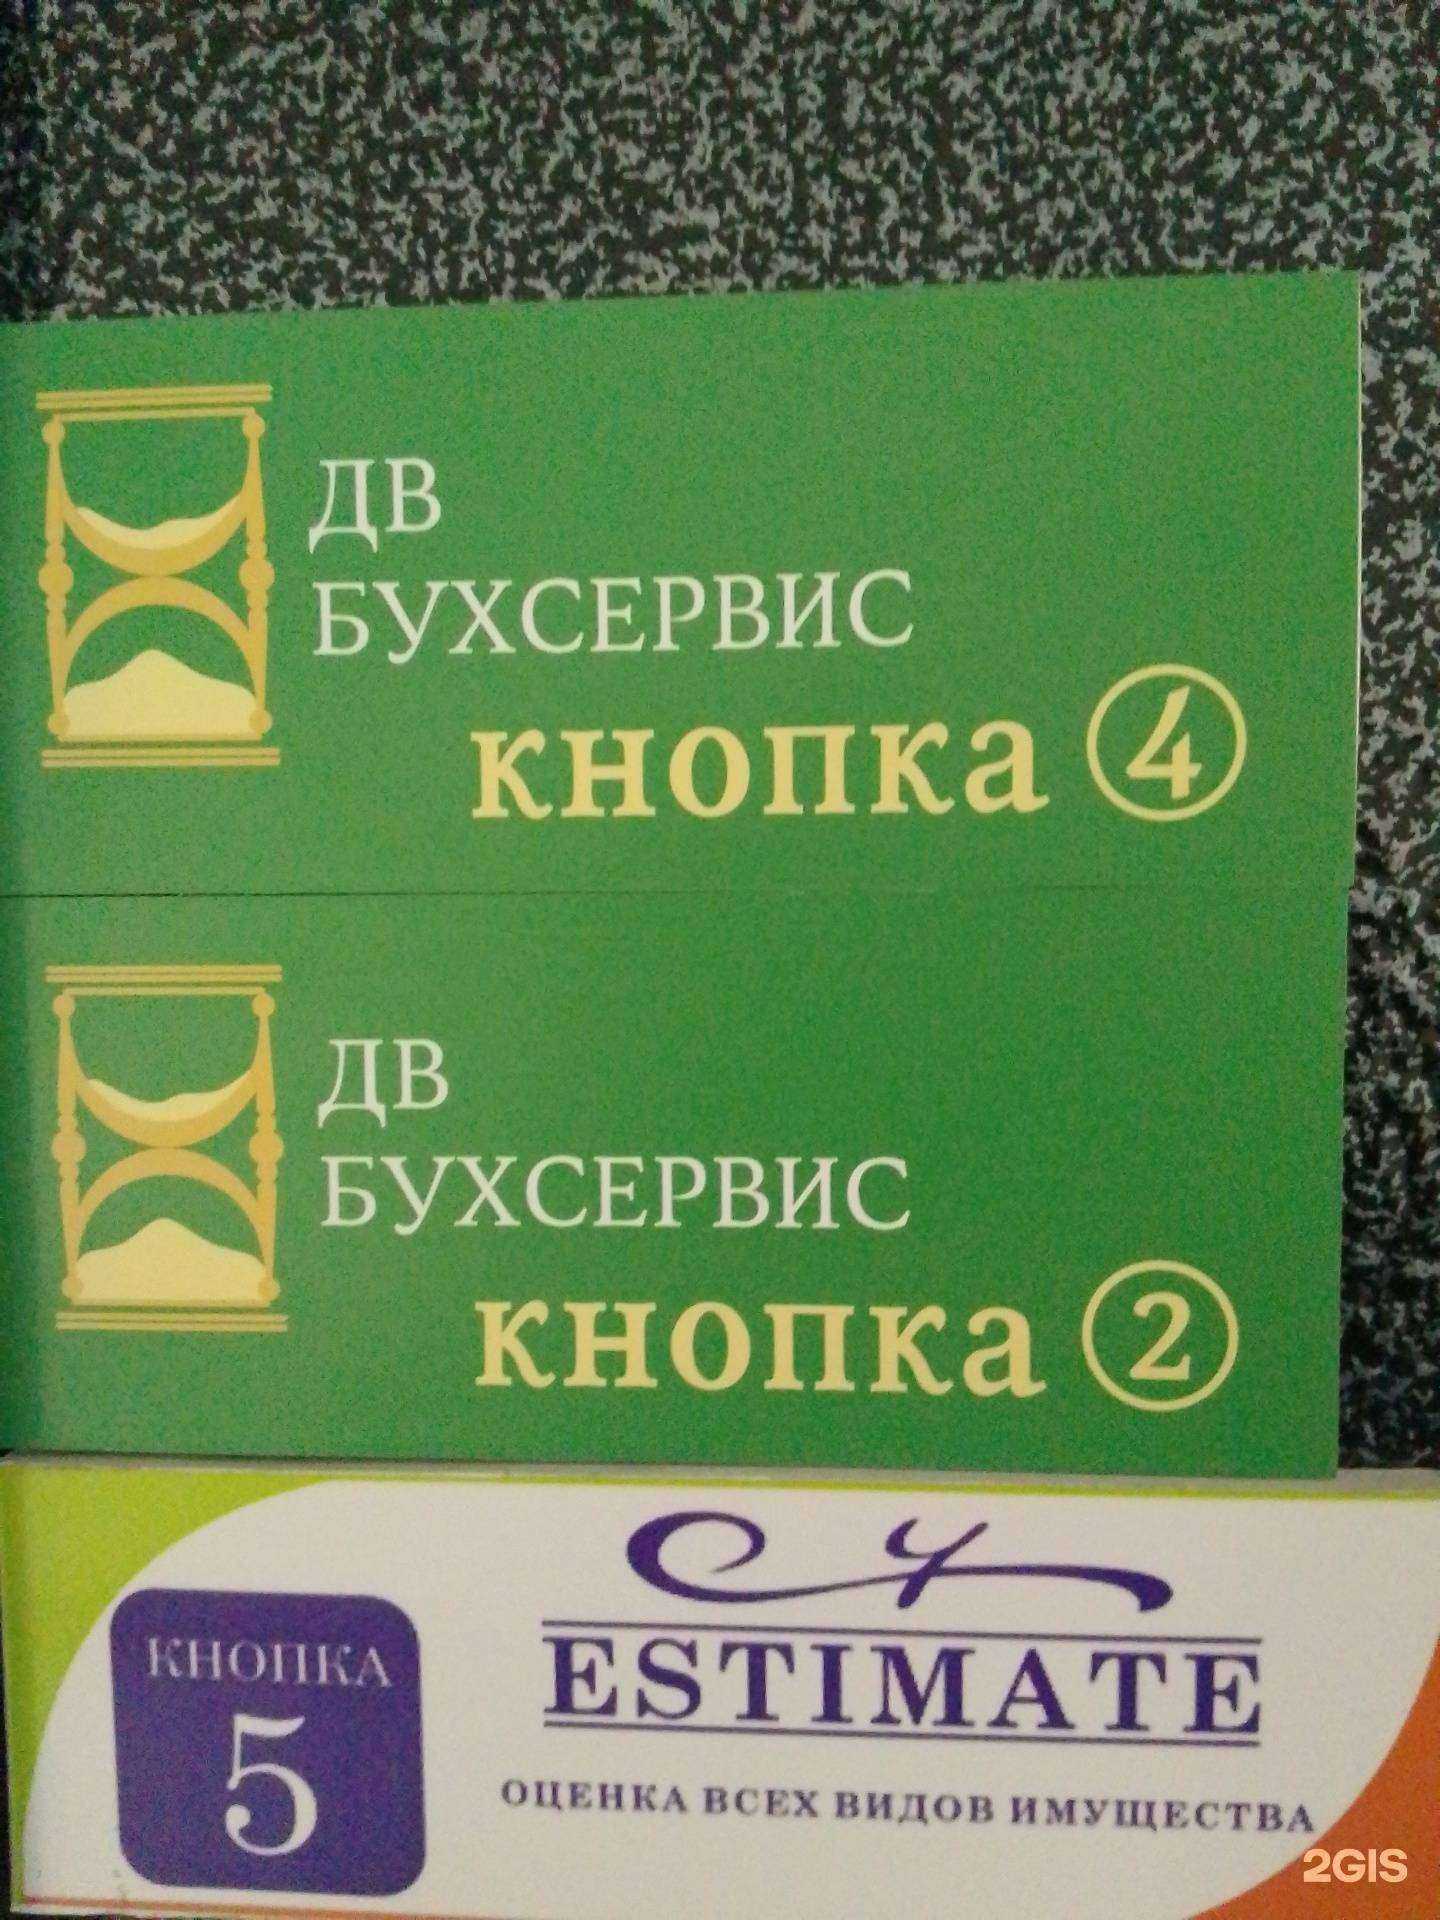 ДВ
БУХСЕРВИС
кнопка 4
ДВ
БУХСЕРВИС
кнопка 2
КНОПКА
5
ESTIMATE
ОЦЕНКА ВСЕХ ВИДОВ ИМУЩЕСТВА
2GIS